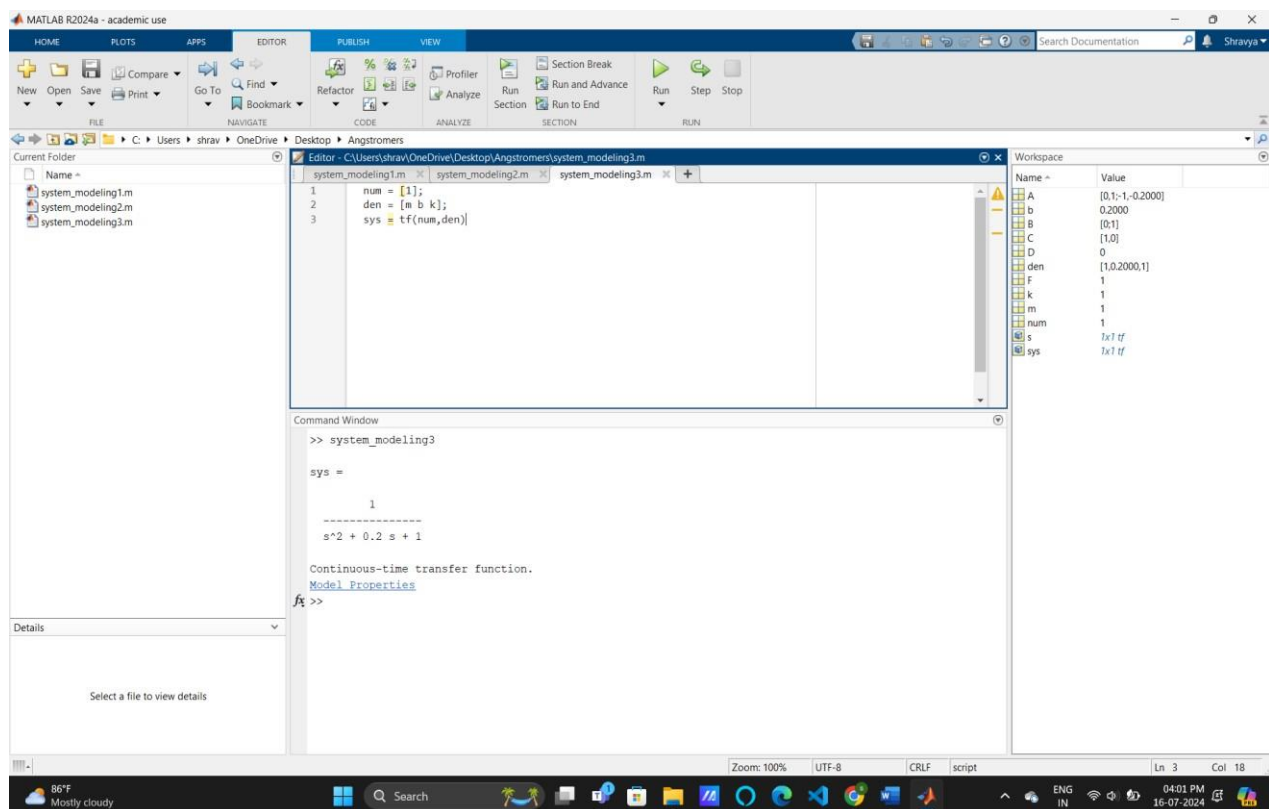 MATLAB R2024a - academic use
HOME PLOTS APPS EDITOR PUBLISH VIEW Search Documentation Shravya
New Open Save Compare Print Go To Find Bookmark Refactor Profiler Analyze Run Section Section Break Run and Advance Run to End Run Step Stop
FILE NAVIGATE CODE ANALYZE SECTION RUN
C: Users shrav OneDrive Desktop Angstromers
Current Folder
Name
system_modeling1.m
system_modeling2.m
system_modeling3.m
Details
Select a file to view details
Editor - C:\Users\shrav\OneDrive\Desktop\Angstromers\system_modeling3.m
system_modeling1.m system_modeling2.m system_modeling3.m +
1 num = [1];
2 den = [m b k];
3 sys = tf(num,den)
Command Window
>> system_modeling3
sys =
1
---------------
s^2 + 0.2 s + 1
Continuous-time transfer function.
Model Properties
fx >>
Workspace
Name Value
A [0,1;-1,-0.2000]
b 0.2000
B [0;1]
C [1,0]
D 0
den [1,0.2000,1]
F 1
k 1
m 1
num 1
s 1x1 tf
sys 1x1 tf
Zoom: 100% UTF-8 CRLF script Ln 3 Col 18
86°F
Mostly cloudy
Search
ENG
IN
04:01 PM
16-07-2024